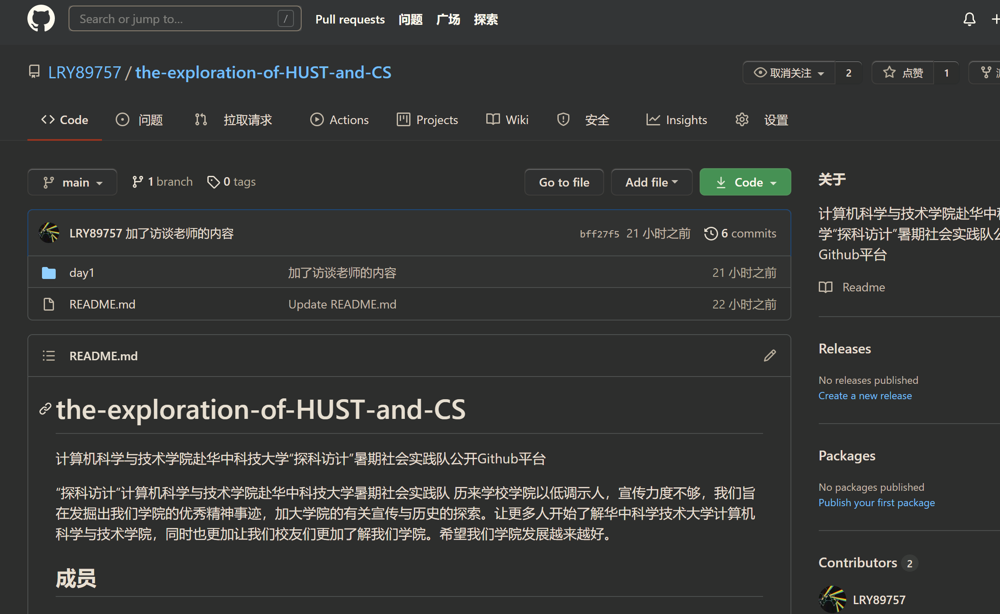 Search or jump to... /
Pull requests 问题 广场 探索
LRY89757 / the-exploration-of-HUST-and-CS
取消关注 2
点赞 1
Code 问题 拉取请求 Actions Projects Wiki 安全 Insights 设置
main 1 branch 0 tags Go to file Add file Code
LRY89757 加了访谈老师的内容 bff27f5 21 小时之前 6 commits
day1 加了访谈老师的内容 21 小时之前
README.md Update README.md 22 小时之前
README.md
the-exploration-of-HUST-and-CS
计算机科学与技术学院赴华中科技大学“探科访计”暑期社会实践队公开Github平台
“探科访计”计算机科学与技术学院赴华中科技大学暑期社会实践队 历来学校学院以低调示人，宣传力度不够，我们旨
在发掘出我们学院的优秀精神事迹，加大学院的有关宣传与历史的探索。让更多人开始了解华中科学技术大学计算机
科学与技术学院，同时也更加让我们校友们更加了解我们学院。希望我们学院发展越来越好。
成员
关于
计算机科学与技术学院赴华中
学“探科访计”暑期社会实践队
Github平台
Readme
Releases
No releases published
Create a new release
Packages
No packages published
Publish your first package
Contributors 2
LRY89757